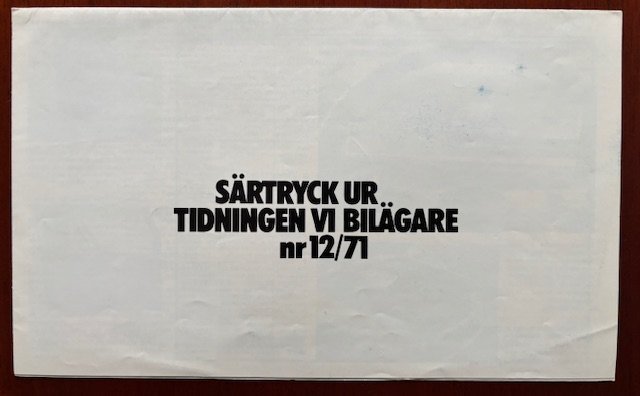 SÄRTRYCK UR
TIDNINGEN VI BILÄGARE
nr 12/71